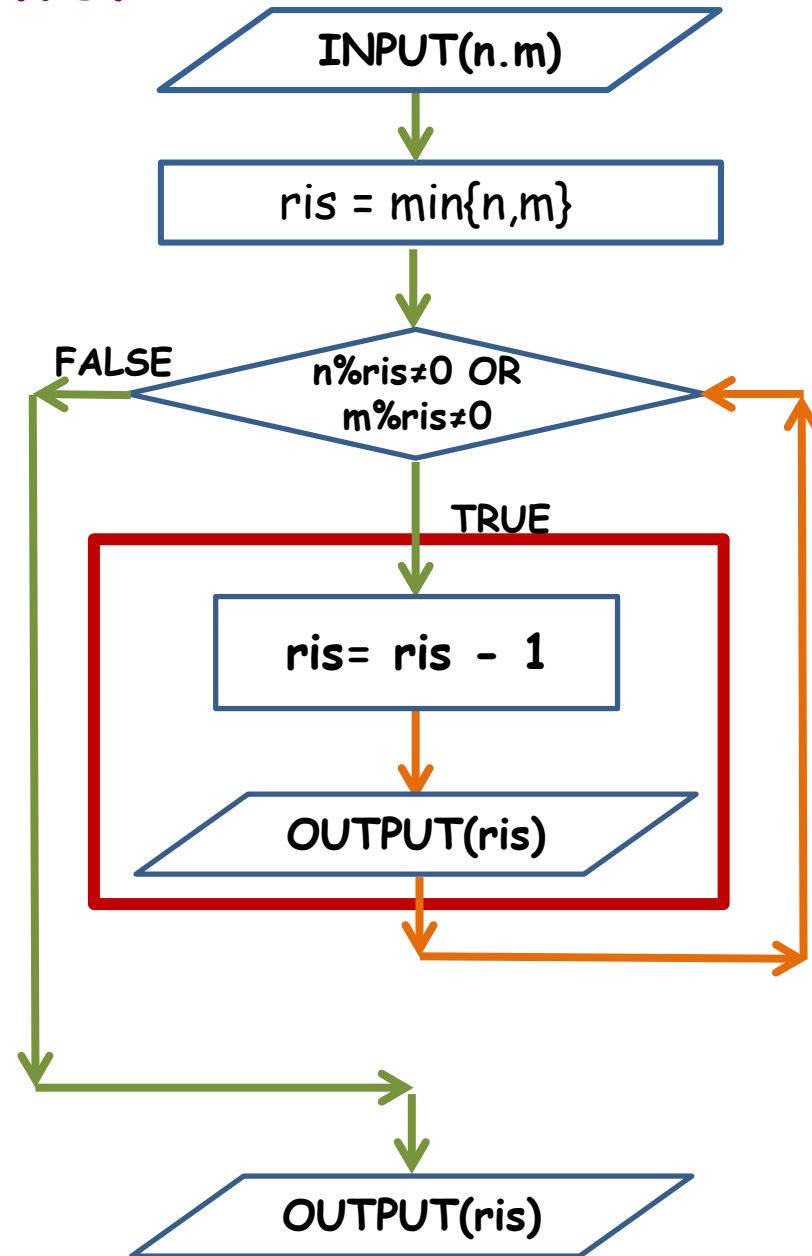 INPUT(n.m)
ris = min{n,m}
FALSE
n%ris≠0 OR
m%ris≠0
TRUE
ris= ris - 1
OUTPUT(ris)
OUTPUT(ris)